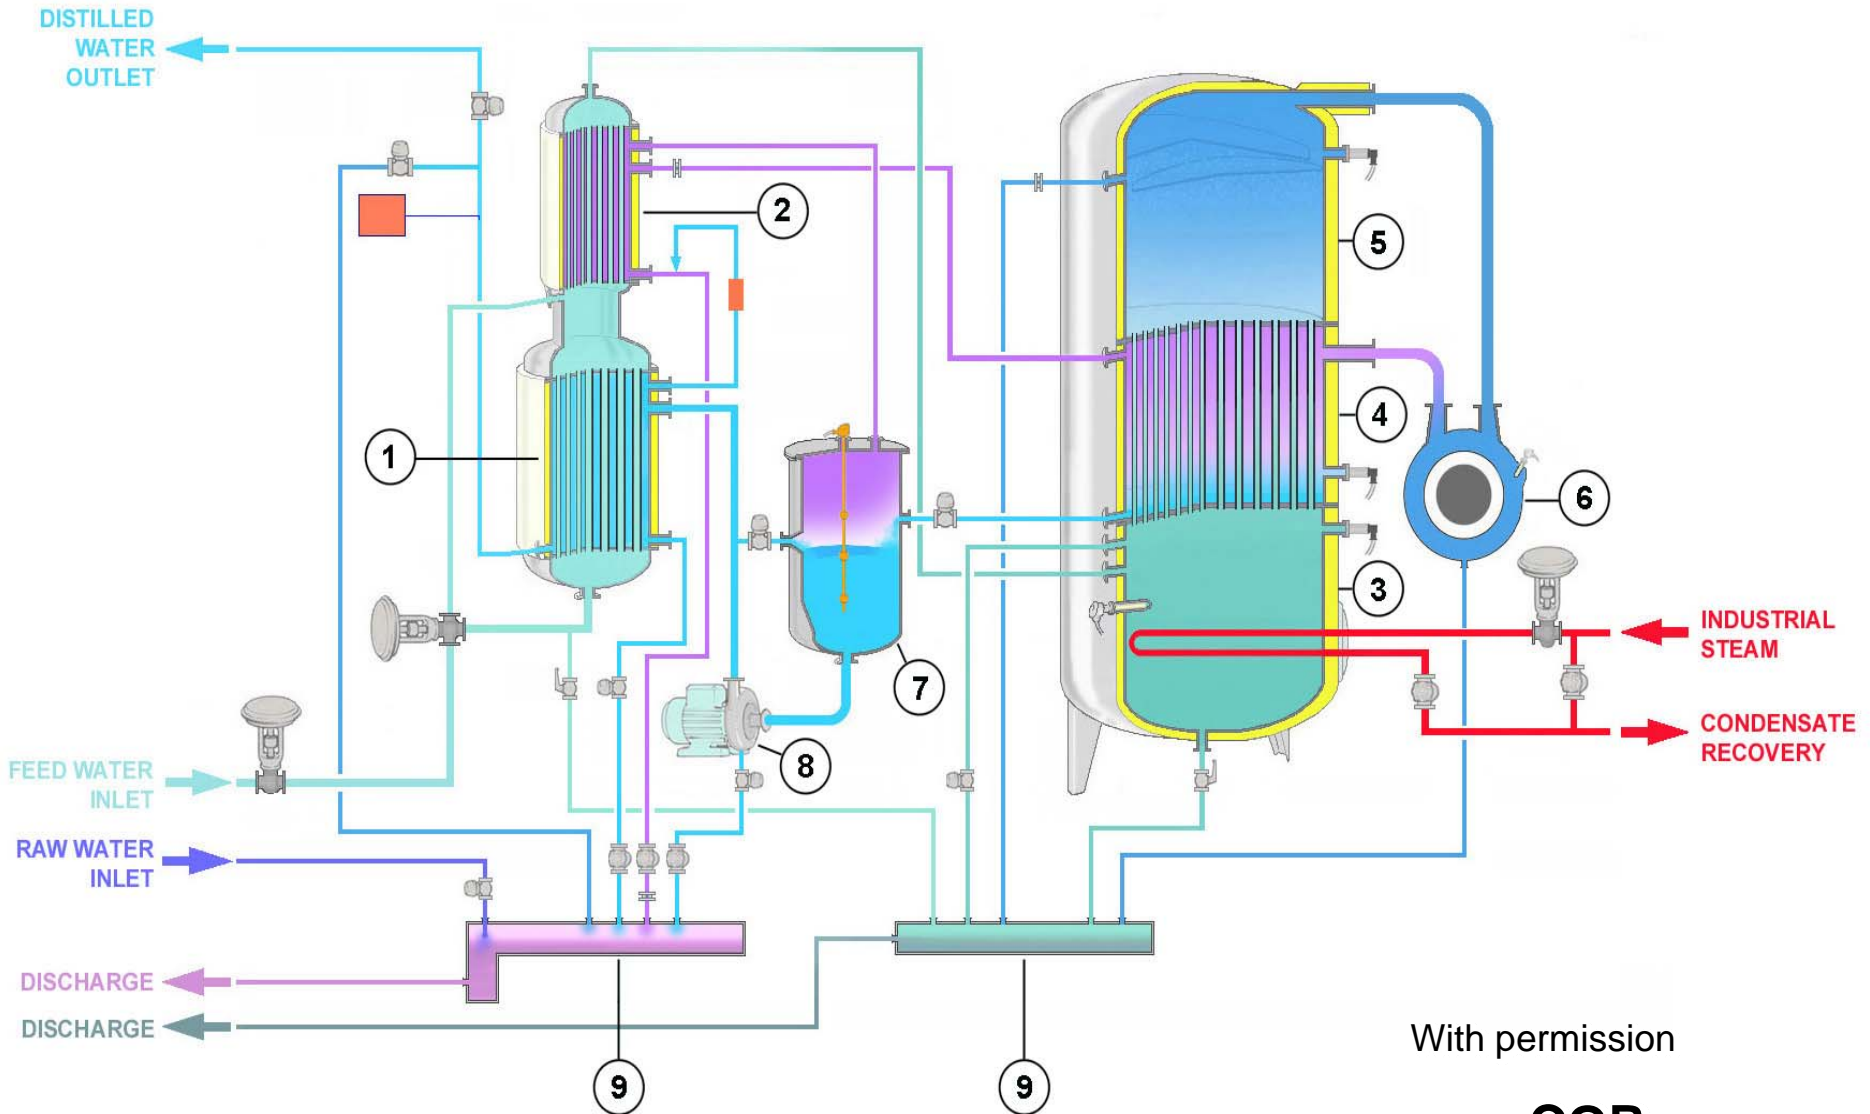 DISTILLED
WATER
OUTLET
2
5
1
4
6
3
INDUSTRIAL
STEAM
7
CONDENSATE
RECOVERY
8
FEED WATER
INLET
RAW WATER
INLET
DISCHARGE
DISCHARGE
With permission
9
9